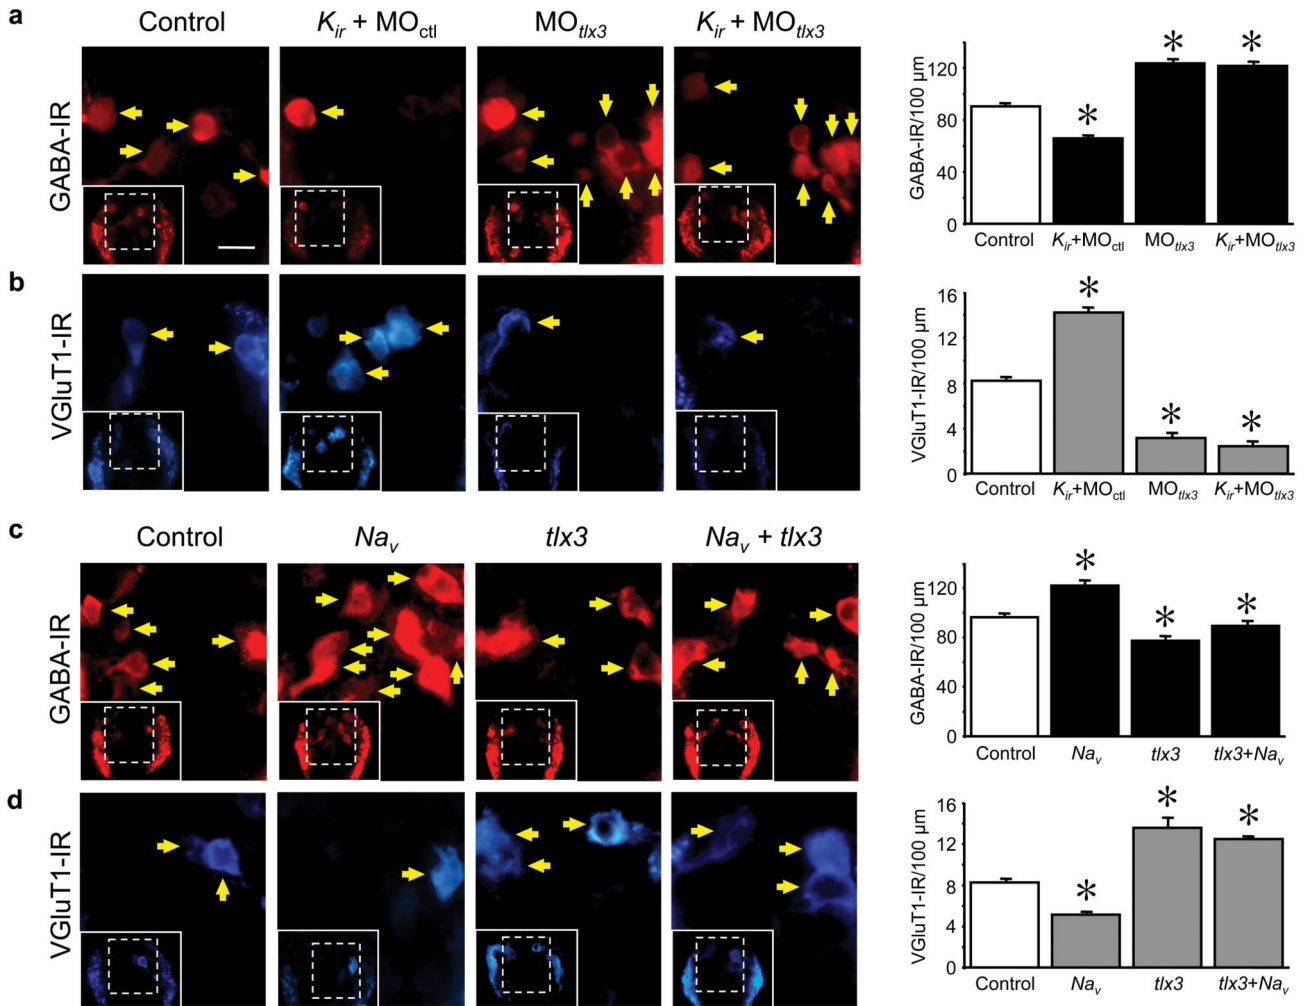 a
Control
Kir + MOctl
MOtlx3
Kir + MOtlx3
GABA-IR
GABA-IR/100 µm
120
80
40
0
* * * *
Control Kir+MOctl MOtlx3 Kir+MOtlx3
b
VGluT1-IR
VGluT1-IR/100 µm
16
12
8
4
0
* * *
Control Kir+MOctl MOtlx3 Kir+MOtlx3
c
Control
Nav
tlx3
Nav + tlx3
GABA-IR
GABA-IR/100 µm
120
80
40
0
* * *
Control Nav tlx3 tlx3+Nav
d
VGluT1-IR
VGluT1-IR/100 µm
16
12
8
4
0
* * *
Control Nav tlx3 tlx3+Nav